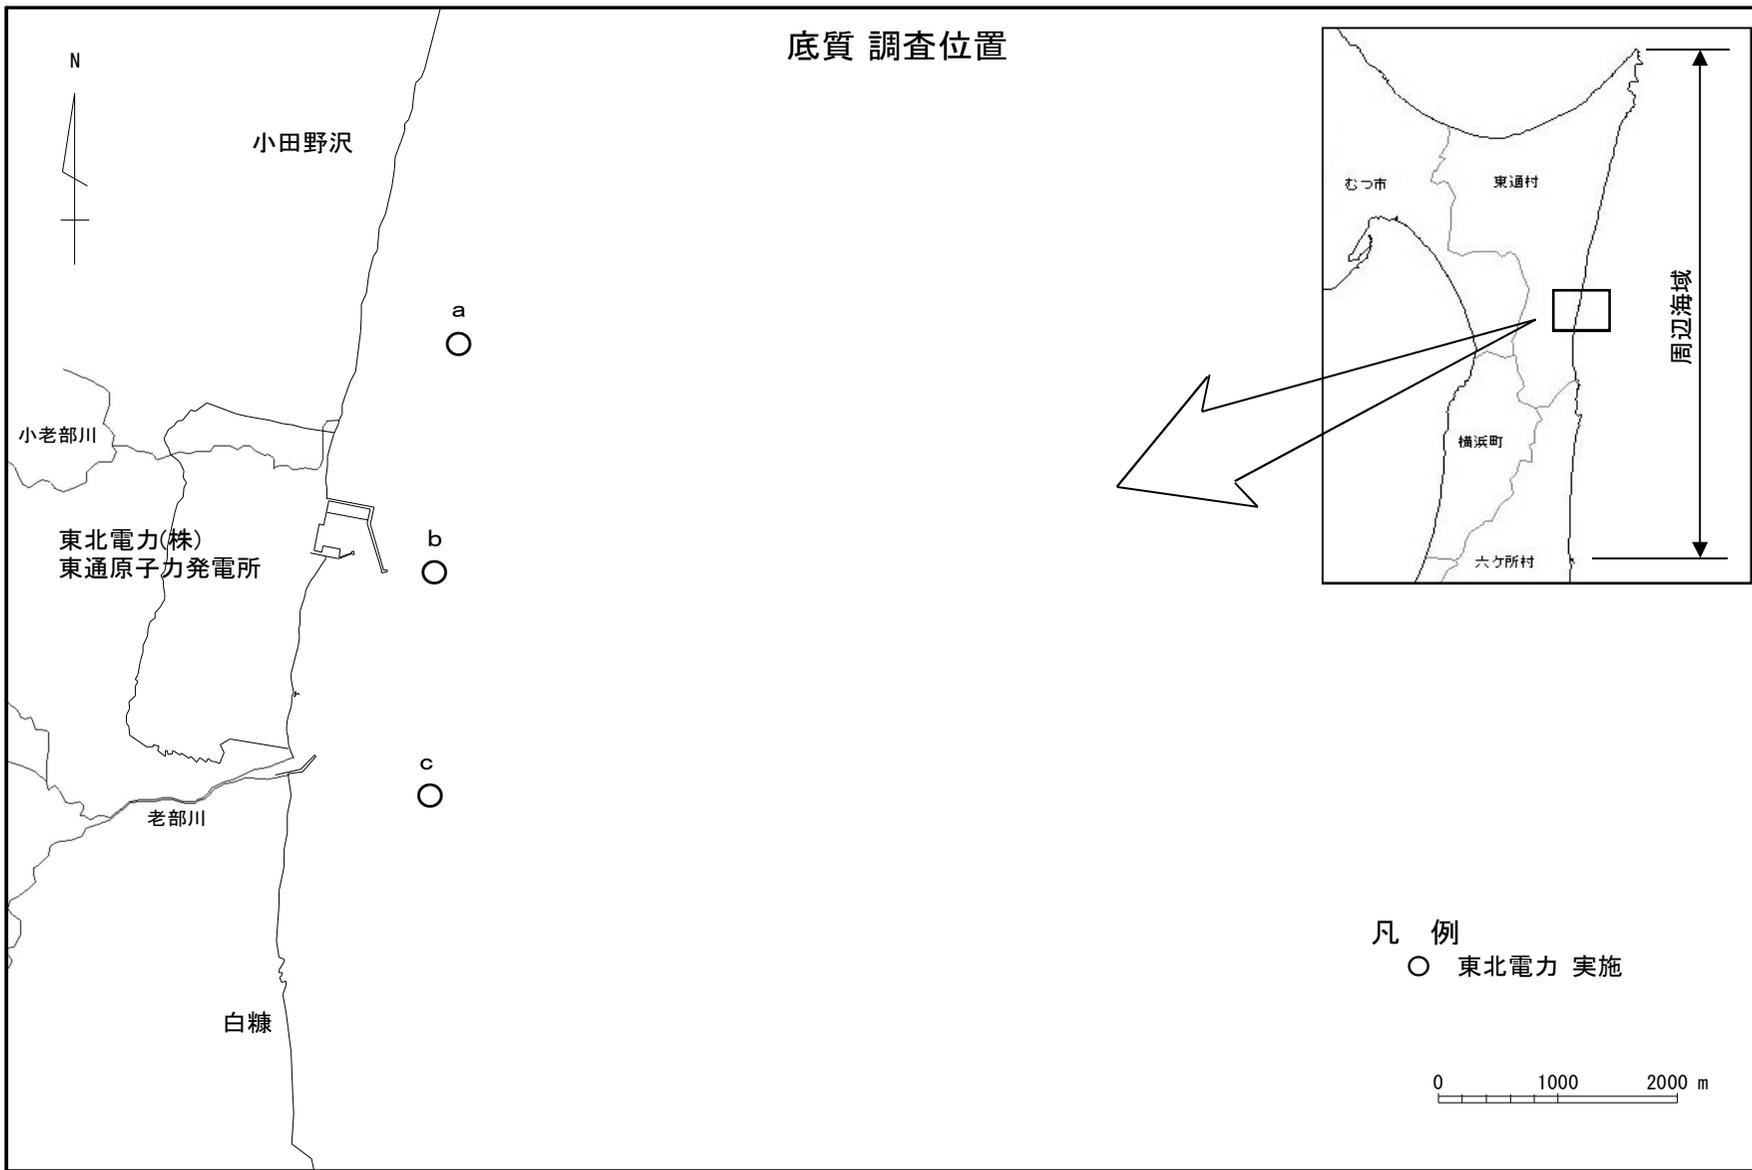 底質 調査位置
N
小田野沢
a
小老部川
東北電力(株)
東通原子力発電所
b
c
老部川
白糠
むつ市
東通村
周辺海域
横浜町
六ケ所村
凡 例
○ 東北電力 実施
0 1000 2000 m